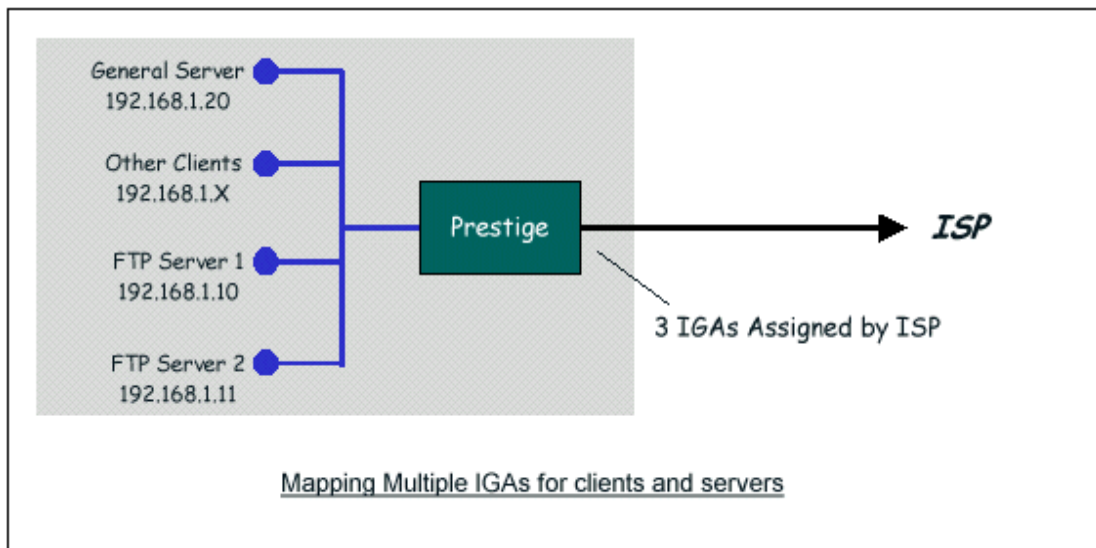 General Server
192.168.1.20
Other Clients
192.168.1.X
FTP Server 1
192.168.1.10
FTP Server 2
192.168.1.11
Prestige
ISP
3 IGAs Assigned by ISP
Mapping Multiple IGAs for clients and servers